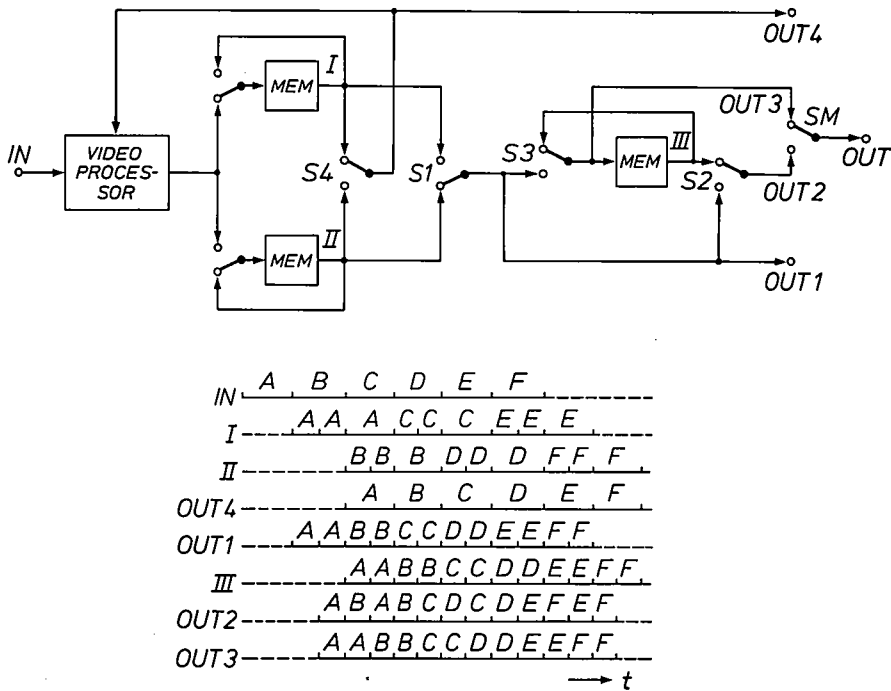 OUT4
I
MEM
OUT3
SM
IN
VIDEO
PROCES-
SOR
S4
S1
S3
III
MEM
S2
OUT
OUT2
II
MEM
OUT1
IN A B C D E F
I A A A C C C E E E
II B B B D D D F F F
OUT4 A B C D E F
OUT1 A A B B C C D D E E F F
III A A B B C C D D E E F F
OUT2 A B A B C D C D E F E F
OUT3 A A B B C C D D E E F F
t